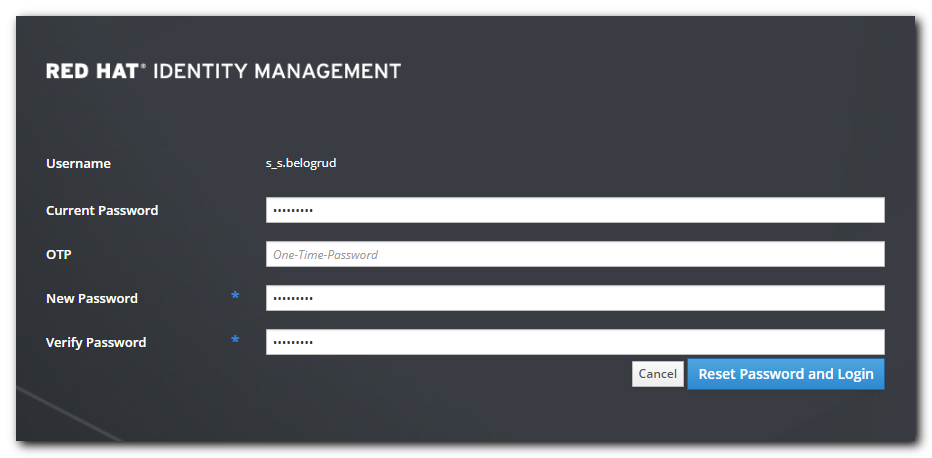 RED HAT® IDENTITY MANAGEMENT
Username s_s.belogrud
Current Password •••••••••
OTP One-Time-Password
New Password * •••••••••
Verify Password * •••••••••
Cancel Reset Password and Login